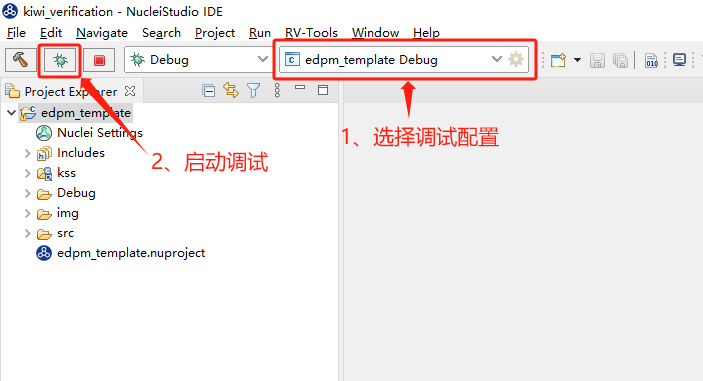 kiwi_verification - NucleiStudio IDE
File Edit Navigate Search Project Run RV-Tools Window Help
Debug
edpm_template Debug
Project Explorer
edpm_template
Nuclei Settings
Includes
kss
Debug
img
src
edpm_template.nuproject
1、选择调试配置
2、启动调试
010